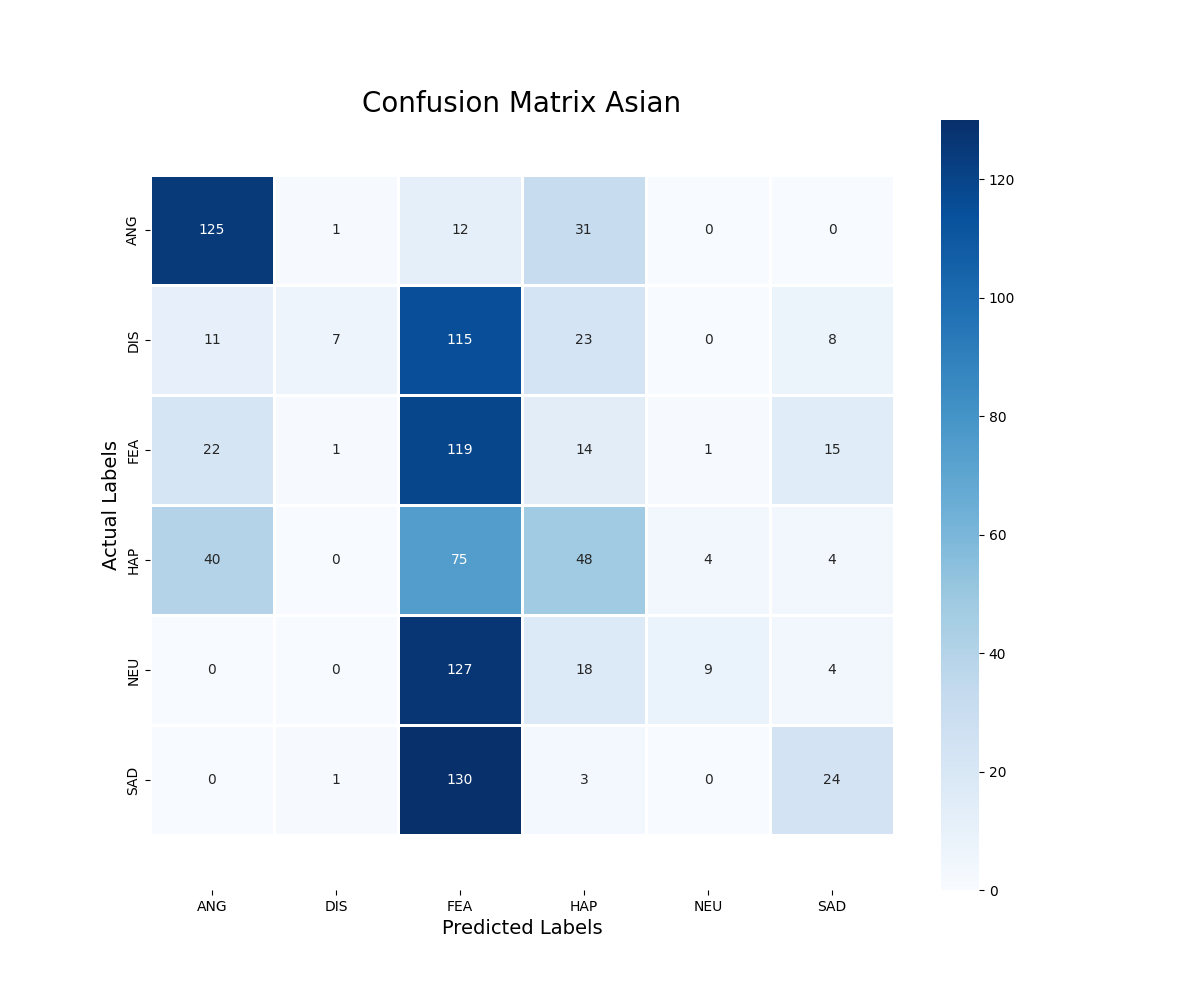 Confusion Matrix Asian
120
ANG 125 1 12 31 0 0
100
DIS 11 7 115 23 0 8
80
FEA 22 1 119 14 1 15
Actual Labels
60
HAP 40 0 75 48 4 4
40
NEU 0 0 127 18 9 4
20
SAD 0 1 130 3 0 24
0
ANG DIS FEA HAP NEU SAD
Predicted Labels